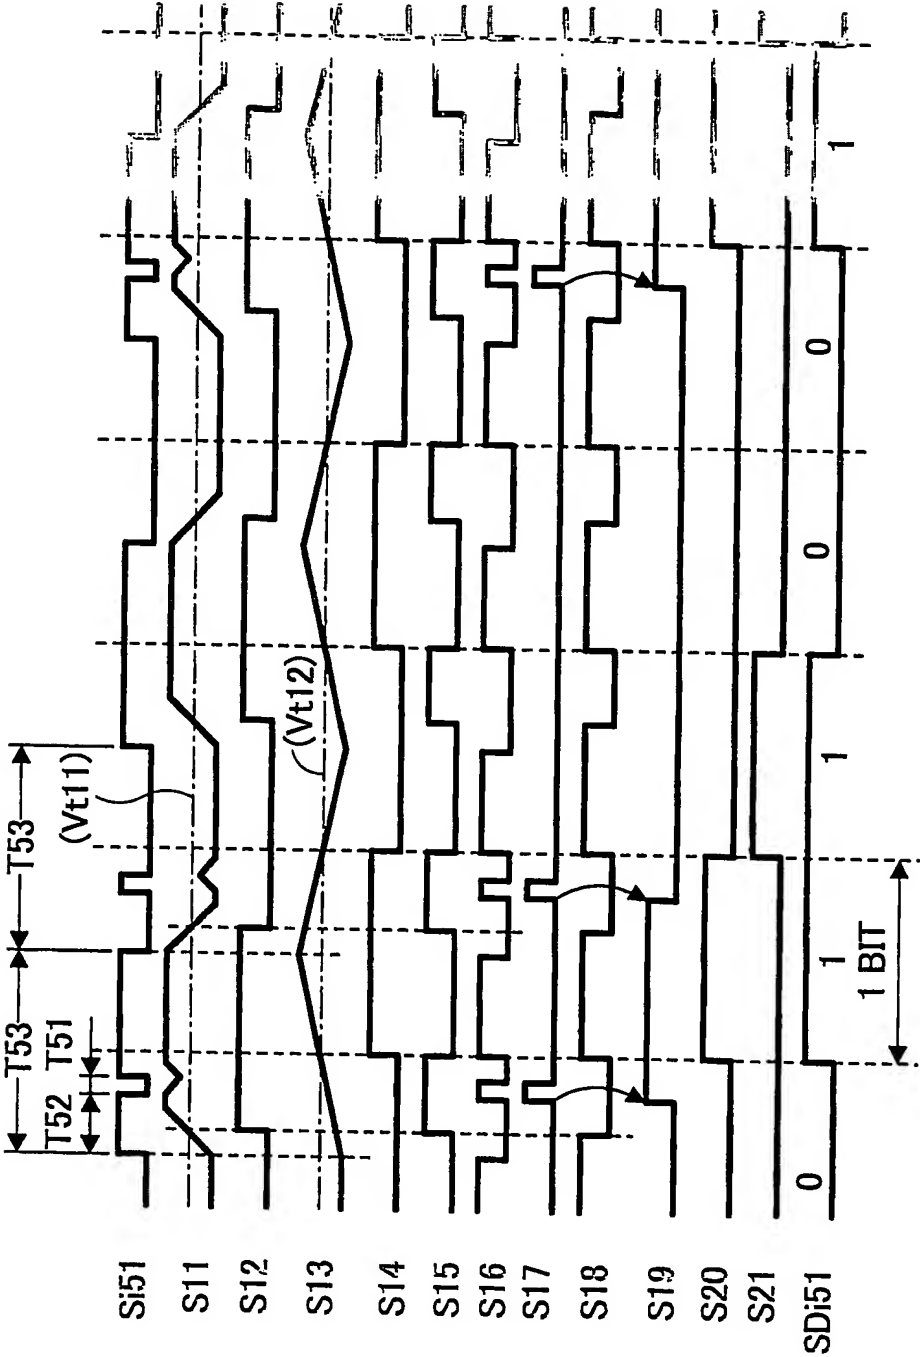 T53
T53
T52
T51
(Vt11)
(Vt12)
Si51
S11
S12
S13
S14
S15
S16
S17
S18
S19
S20
S21
SDi51
0
1
1
0
0
1
1 BIT